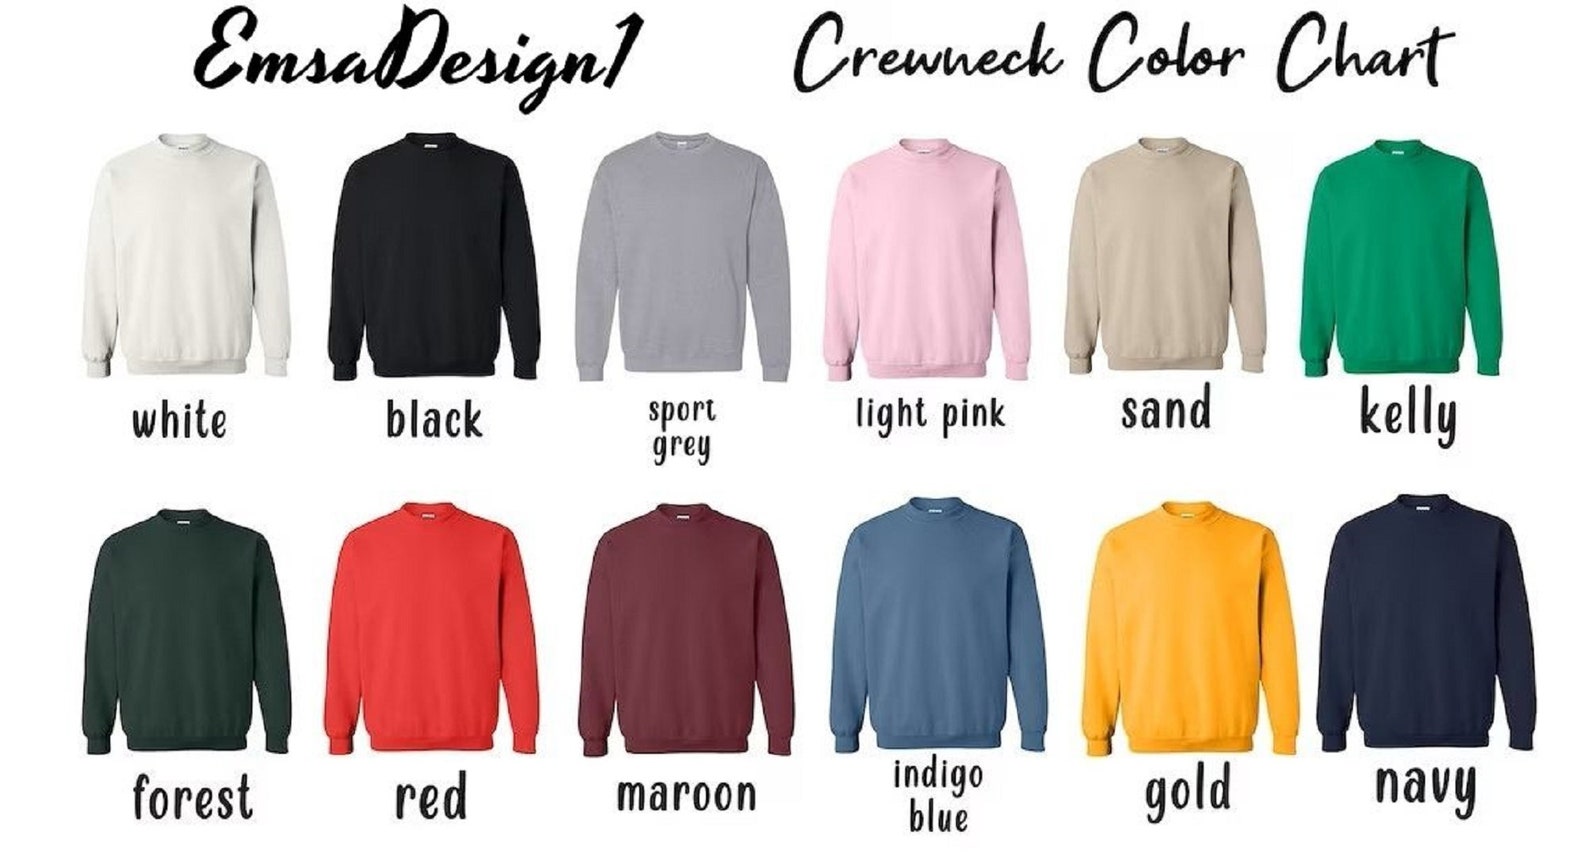 EmsaDesign1 Crewneck Color Chart
white black sport grey light pink sand kelly
forest red maroon indigo blue gold navy